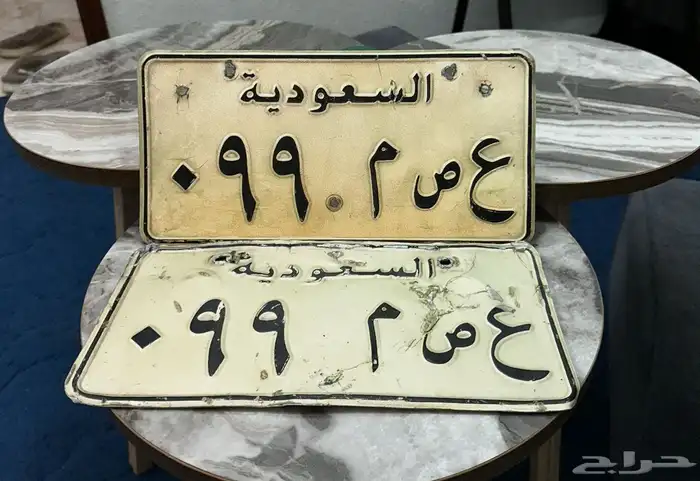 السعودية
ع ص م ٠٩٩
السعودية
ع ص م ٠٩٩
حراج